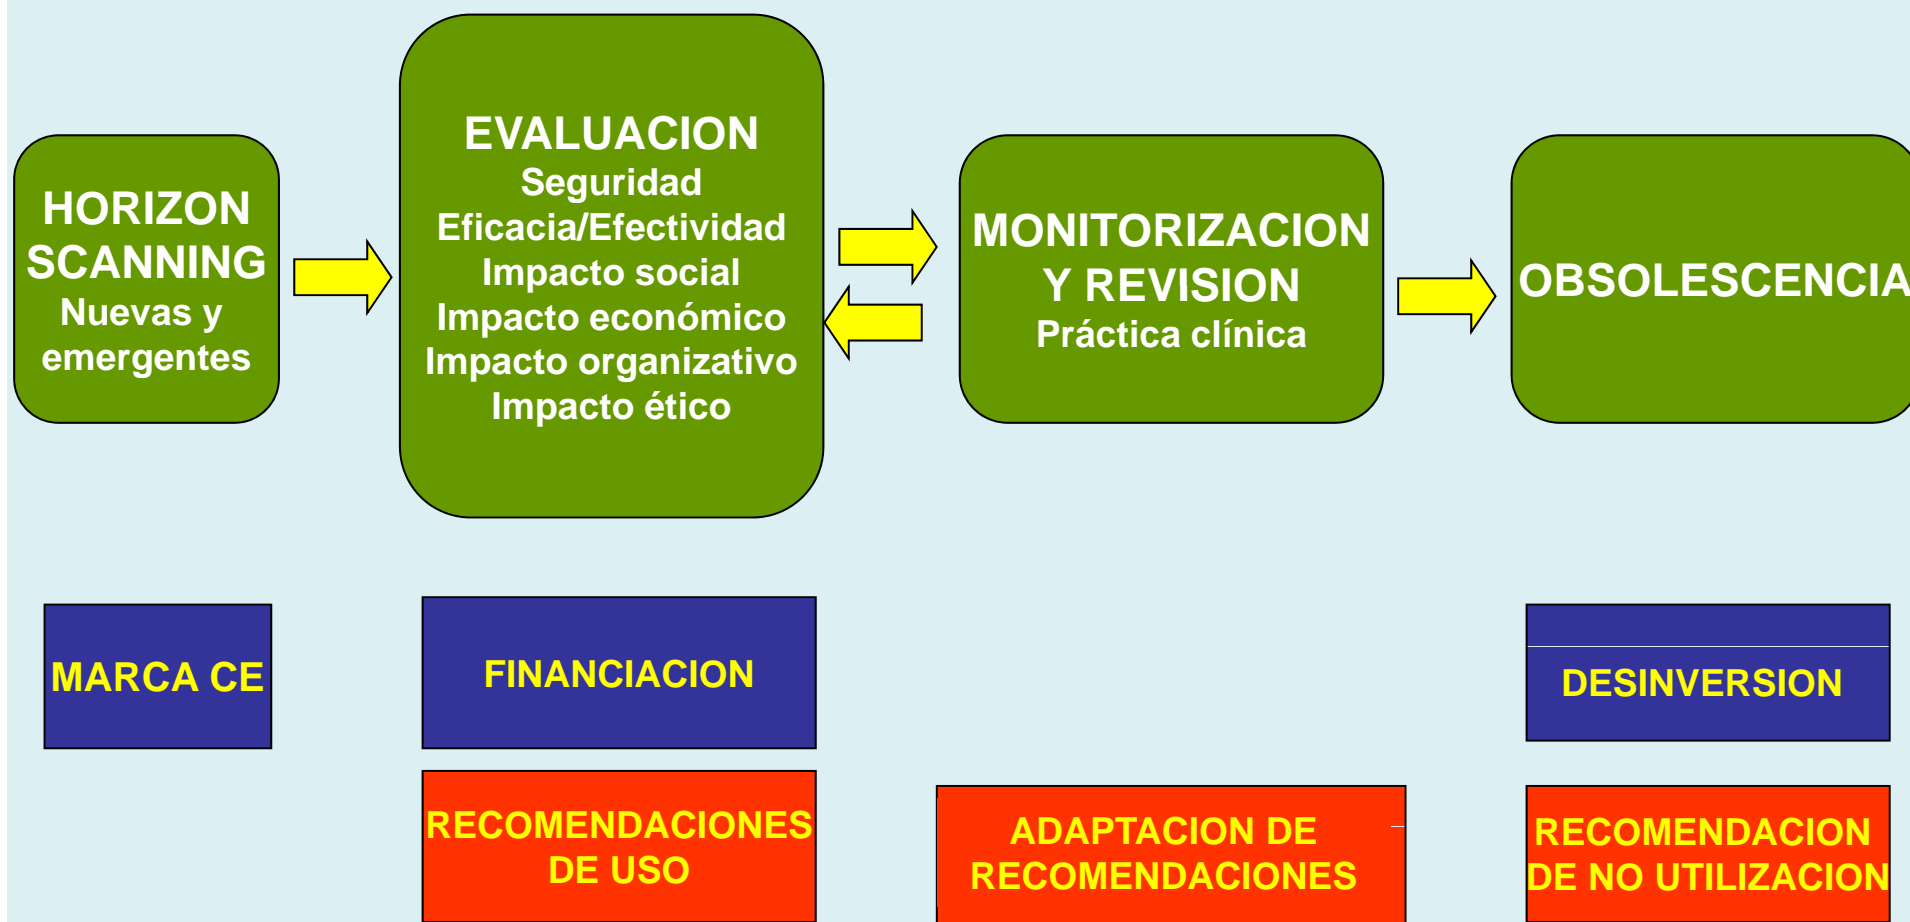 HORIZON
SCANNING
Nuevas y
emergentes
EVALUACION
Seguridad
Eficacia/Efectividad
Impacto social
Impacto económico
Impacto organizativo
Impacto ético
MONITORIZACION
Y REVISION
Práctica clínica
OBSOLESCENCIA
MARCA CE
FINANCIACION
DESINVERSION
RECOMENDACIONES
DE USO
ADAPTACION DE
RECOMENDACIONES
RECOMENDACION
DE NO UTILIZACION